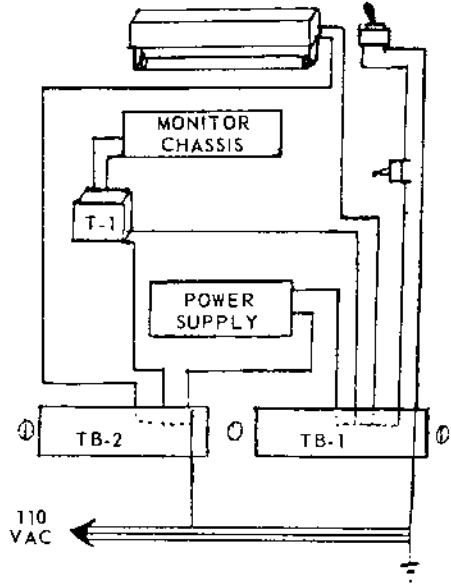 MONITOR
CHASSIS
T-1
POWER
SUPPLY
TB-2
TB-1
110
VAC